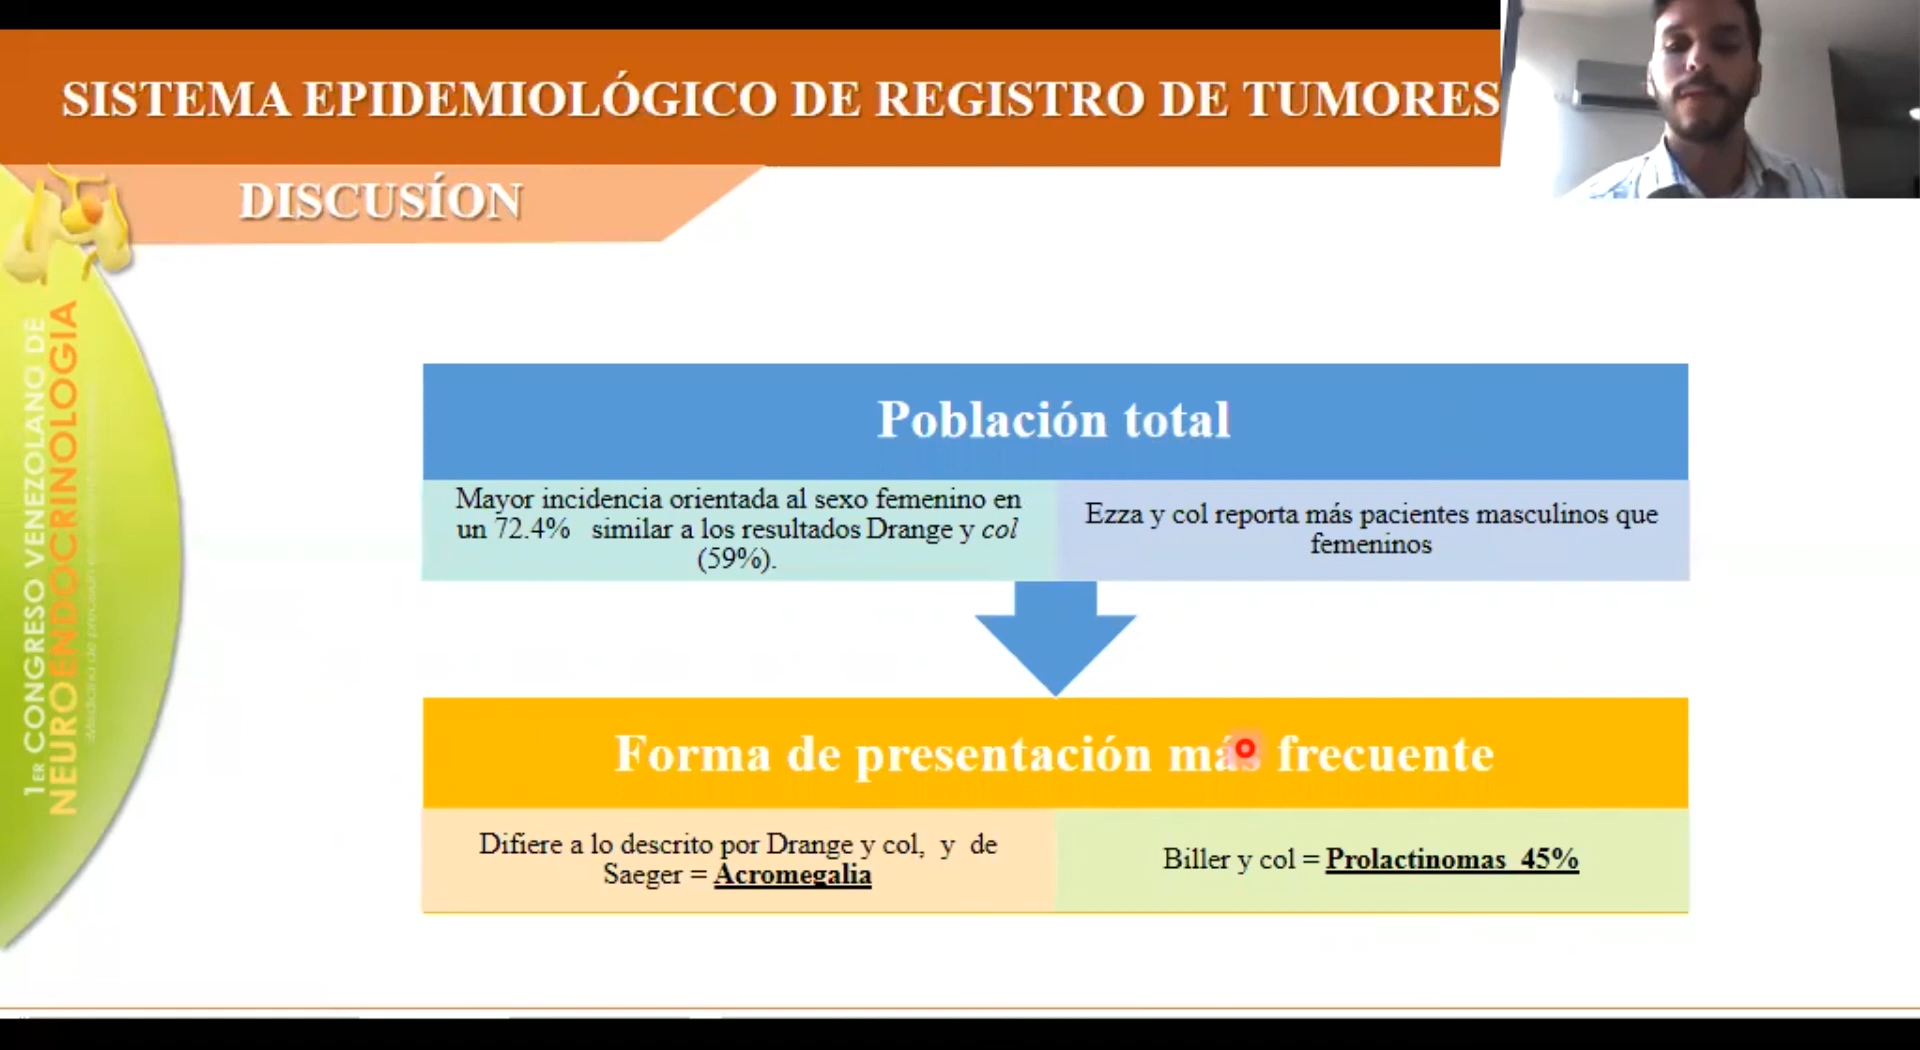 SISTEMA EPIDEMIOLÓGICO DE REGISTRO DE TUMORES
DISCUSÍON
1ER CONGRESO VENEZOLANO DE
NEUROENDOCRINOLOGIA
Población total
Mayor incidencia orientada al sexo femenino en
un 72.4% similar a los resultados Drange y col
(59%).
Ezza y col reporta más pacientes masculinos que
femeninos
Forma de presentación más frecuente
Difiere a lo descrito por Drange y col, y de
Saeger = Acromegalia
Biller y col = Prolactinomas 45%